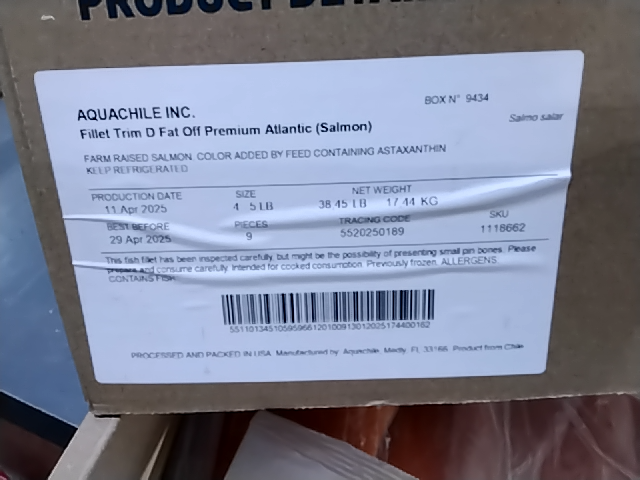 PRODUCT
AQUACHILE INC.
BOX N° 9434
Fillet Trim D Fat Off Premium Atlantic (Salmon)
Salmo salar
FARM RAISED SALMON COLOR ADDED BY FEED CONTAINING ASTAXANTHIN
KEEP REFRIGERATED
PRODUCTION DATE SIZE NET WEIGHT
11 Apr 2025 4 5 LB 38.45 LB 17.44 KG
BEST BEFORE PIECES TRACING CODE SKU
29 Apr 2025 9 5520250189 1118662
This fish fillet has been inspected carefully, but might be the possibility of presenting small pin bones. Please
prepare and consume carefully. Intended for cooked consumption. Previously frozen. ALLERGENS:
CONTAINS FISH
PROCESSED AND PACKED IN USA. Manufactured by: Aquachile. Medly, FL 33166. Product from Chile